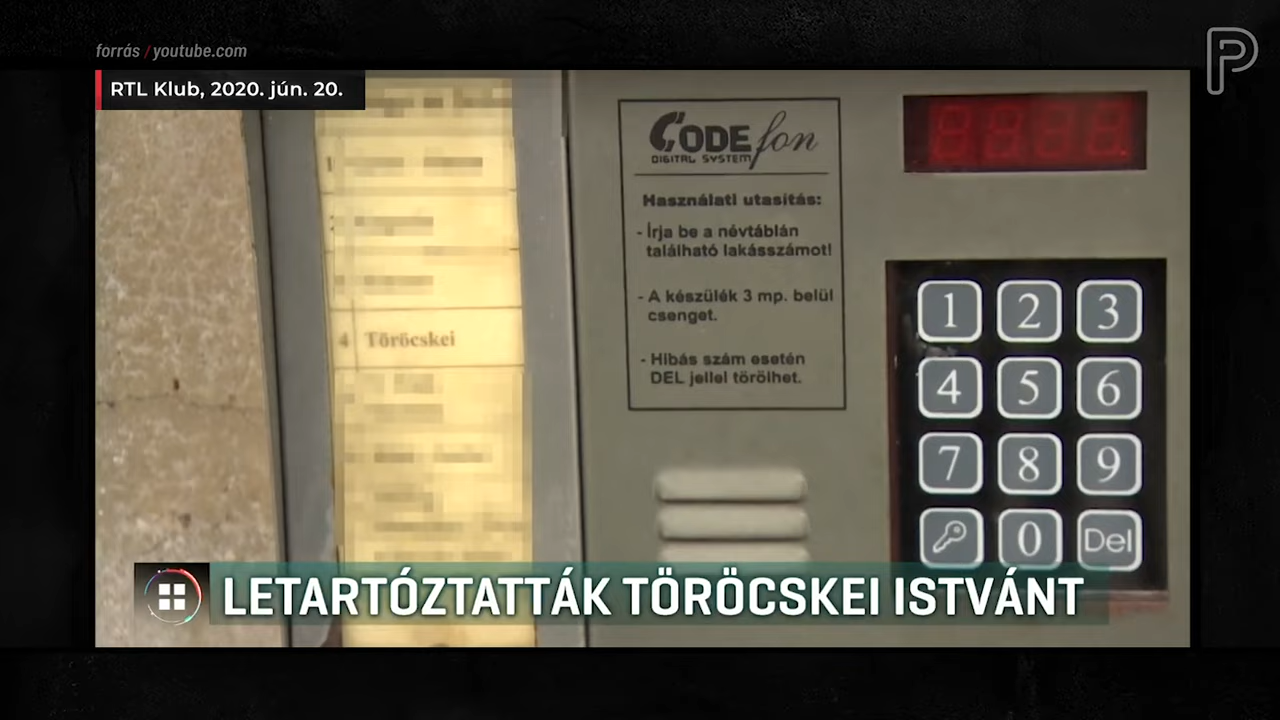 forrás / youtube.com
RTL Klub, 2020. jún. 20.
CODEfon
DIGITAL SYSTEM
Használati utasítás:
- Írja be a névtáblán
található lakásszámot!
- A készülék 3 mp. belül
csenget.
- Hibás szám esetén
DEL jellel törölhet.
4 Töröcskei
1 2 3
4 5 6
7 8 9
0 Del
LETARTÓZTATTÁK TÖRÖCSKEI ISTVÁNT